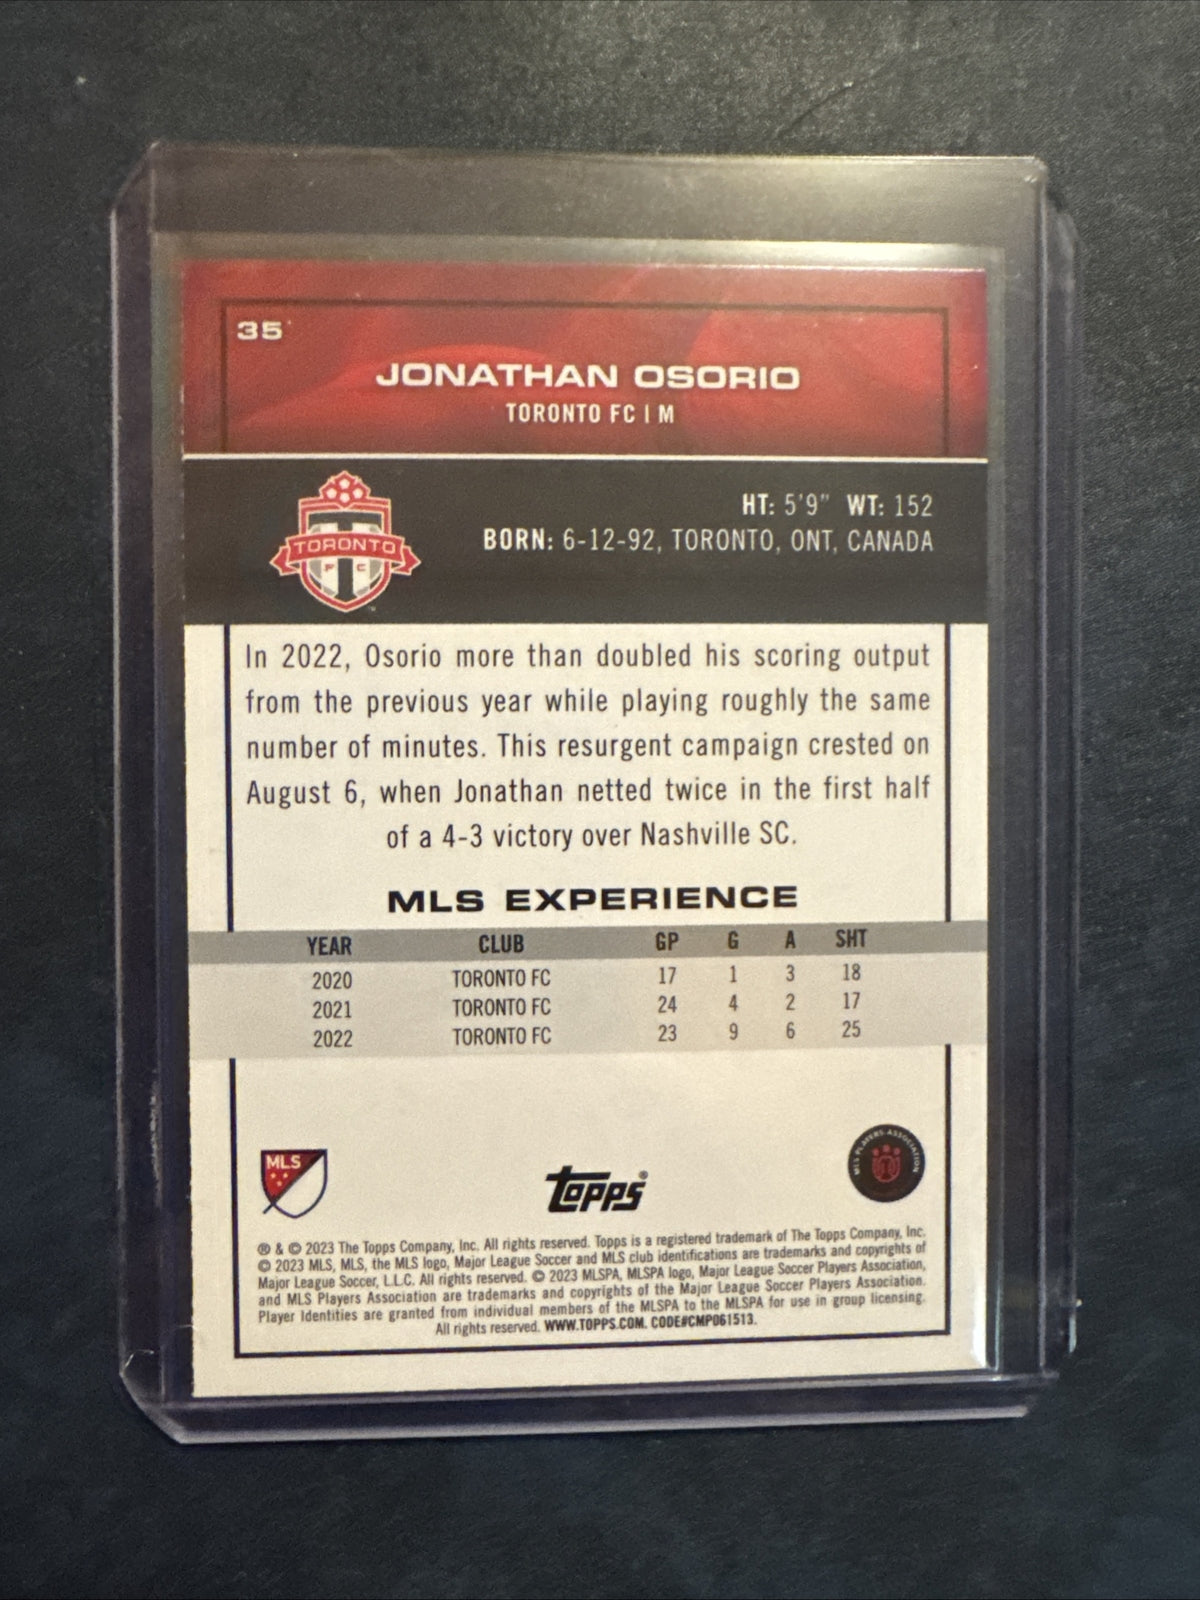 35
JONATHAN OSORIO
TORONTO FC | M
TORONTO
F C
HT: 5'9" WT: 152
BORN: 6-12-92, TORONTO, ONT, CANADA
In 2022, Osorio more than doubled his scoring output
from the previous year while playing roughly the same
number of minutes. This resurgent campaign crested on
August 6, when Jonathan netted twice in the first half
of a 4-3 victory over Nashville SC.
MLS EXPERIENCE
YEAR CLUB GP G A SHT
2020 TORONTO FC 17 1 3 18
2021 TORONTO FC 24 4 2 17
2022 TORONTO FC 23 9 6 25
MLS
topps®
MLS PLAYERS ASSOCIATION
® & © 2023 The Topps Company, Inc. All rights reserved. Topps is a registered trademark of The Topps Company, Inc.
© 2023 MLS, MLS, the MLS logo, Major League Soccer and MLS club identifications are trademarks and copyrights of
Major League Soccer, L.L.C. All rights reserved. © 2023 MLSPA, MLSPA logo, Major League Soccer Players Association,
and MLS Players Association are trademarks and copyrights of the Major League Soccer Players Association.
Player Identities are granted from individual members of the MLSPA to the MLSPA for use in group licensing.
All rights reserved. WWW.TOPPS.COM. CODE#CMP061513.